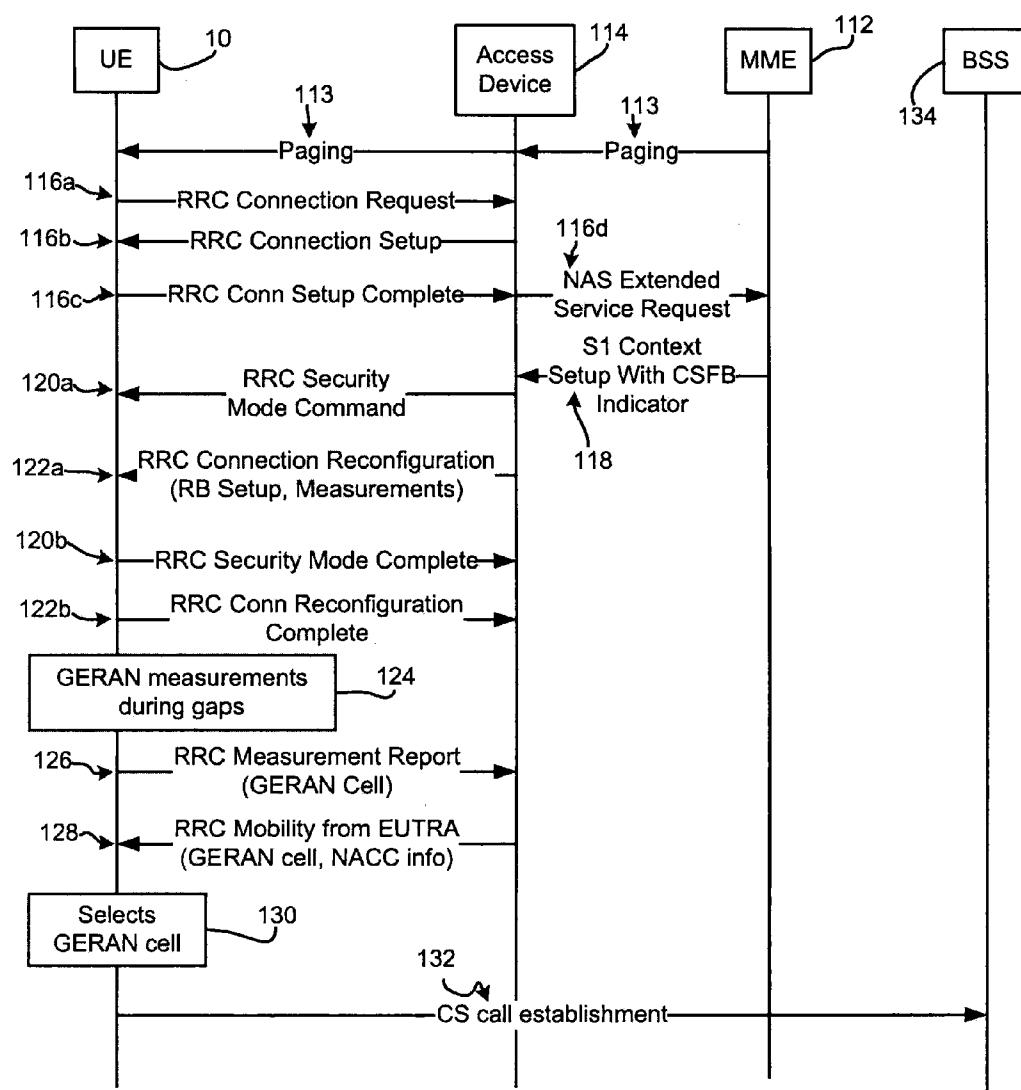 UE
10
Access
Device
114
MME
112
BSS
134
113
Paging
113
Paging
116a
RRC Connection Request
116b
RRC Connection Setup
116d
116c
RRC Conn Setup Complete
NAS Extended
Service Request
S1 Context
Setup With CSFB
Indicator
118
120a
RRC Security
Mode Command
122a
RRC Connection Reconfiguration
(RB Setup, Measurements)
120b
RRC Security Mode Complete
122b
RRC Conn Reconfiguration
Complete
GERAN measurements
during gaps
124
126
RRC Measurement Report
(GERAN Cell)
128
RRC Mobility from EUTRA
(GERAN cell, NACC info)
Selects
GERAN cell
130
132
CS call establishment